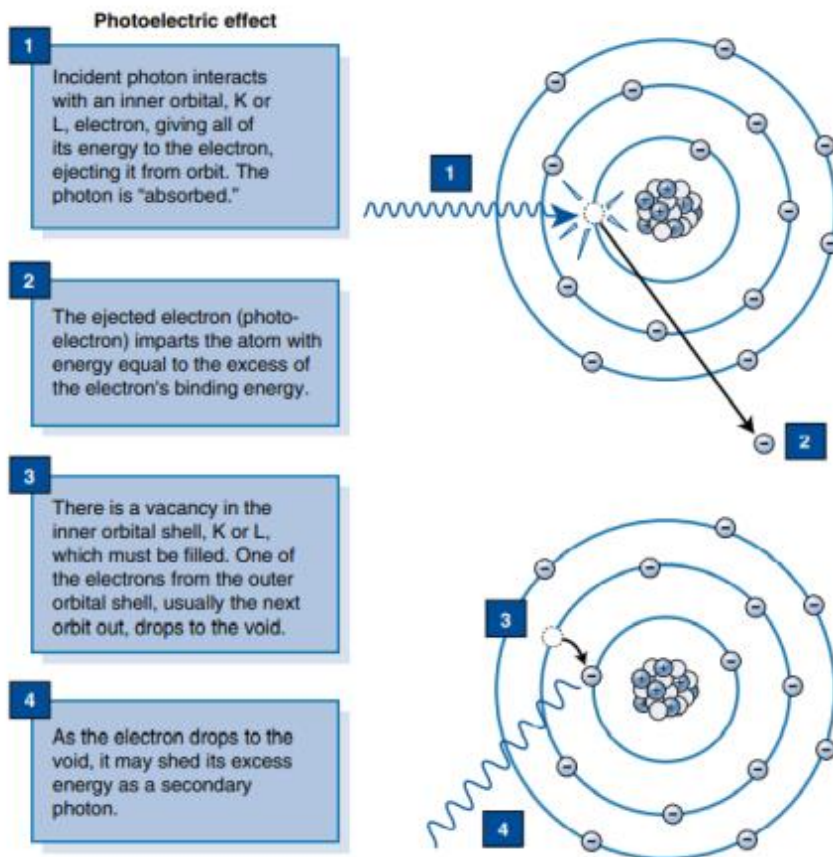 Photoelectric effect
1
Incident photon interacts
with an inner orbital, K or
L, electron, giving all of
its energy to the electron,
ejecting it from orbit. The
photon is “absorbed.”
1
2
The ejected electron (photo-
electron) imparts the atom with
energy equal to the excess of
the electron's binding energy.
2
3
There is a vacancy in the
inner orbital shell, K or L,
which must be filled. One of
the electrons from the outer
orbital shell, usually the next
orbit out, drops to the void.
3
4
As the electron drops to the
void, it may shed its excess
energy as a secondary
photon.
4